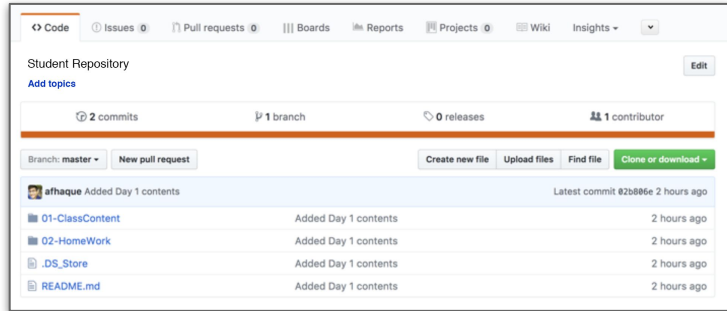 Code Issues 0 Pull requests 0 Boards Reports Projects 0 Wiki Insights
Student Repository Edit
Add topics
2 commits 1 branch 0 releases 1 contributor
Branch: master New pull request Create new file Upload files Find file Clone or download
afhaque Added Day 1 contents Latest commit 02b806e 2 hours ago
01-ClassContent Added Day 1 contents 2 hours ago
02-HomeWork Added Day 1 contents 2 hours ago
.DS_Store Added Day 1 contents 2 hours ago
README.md Added Day 1 contents 2 hours ago